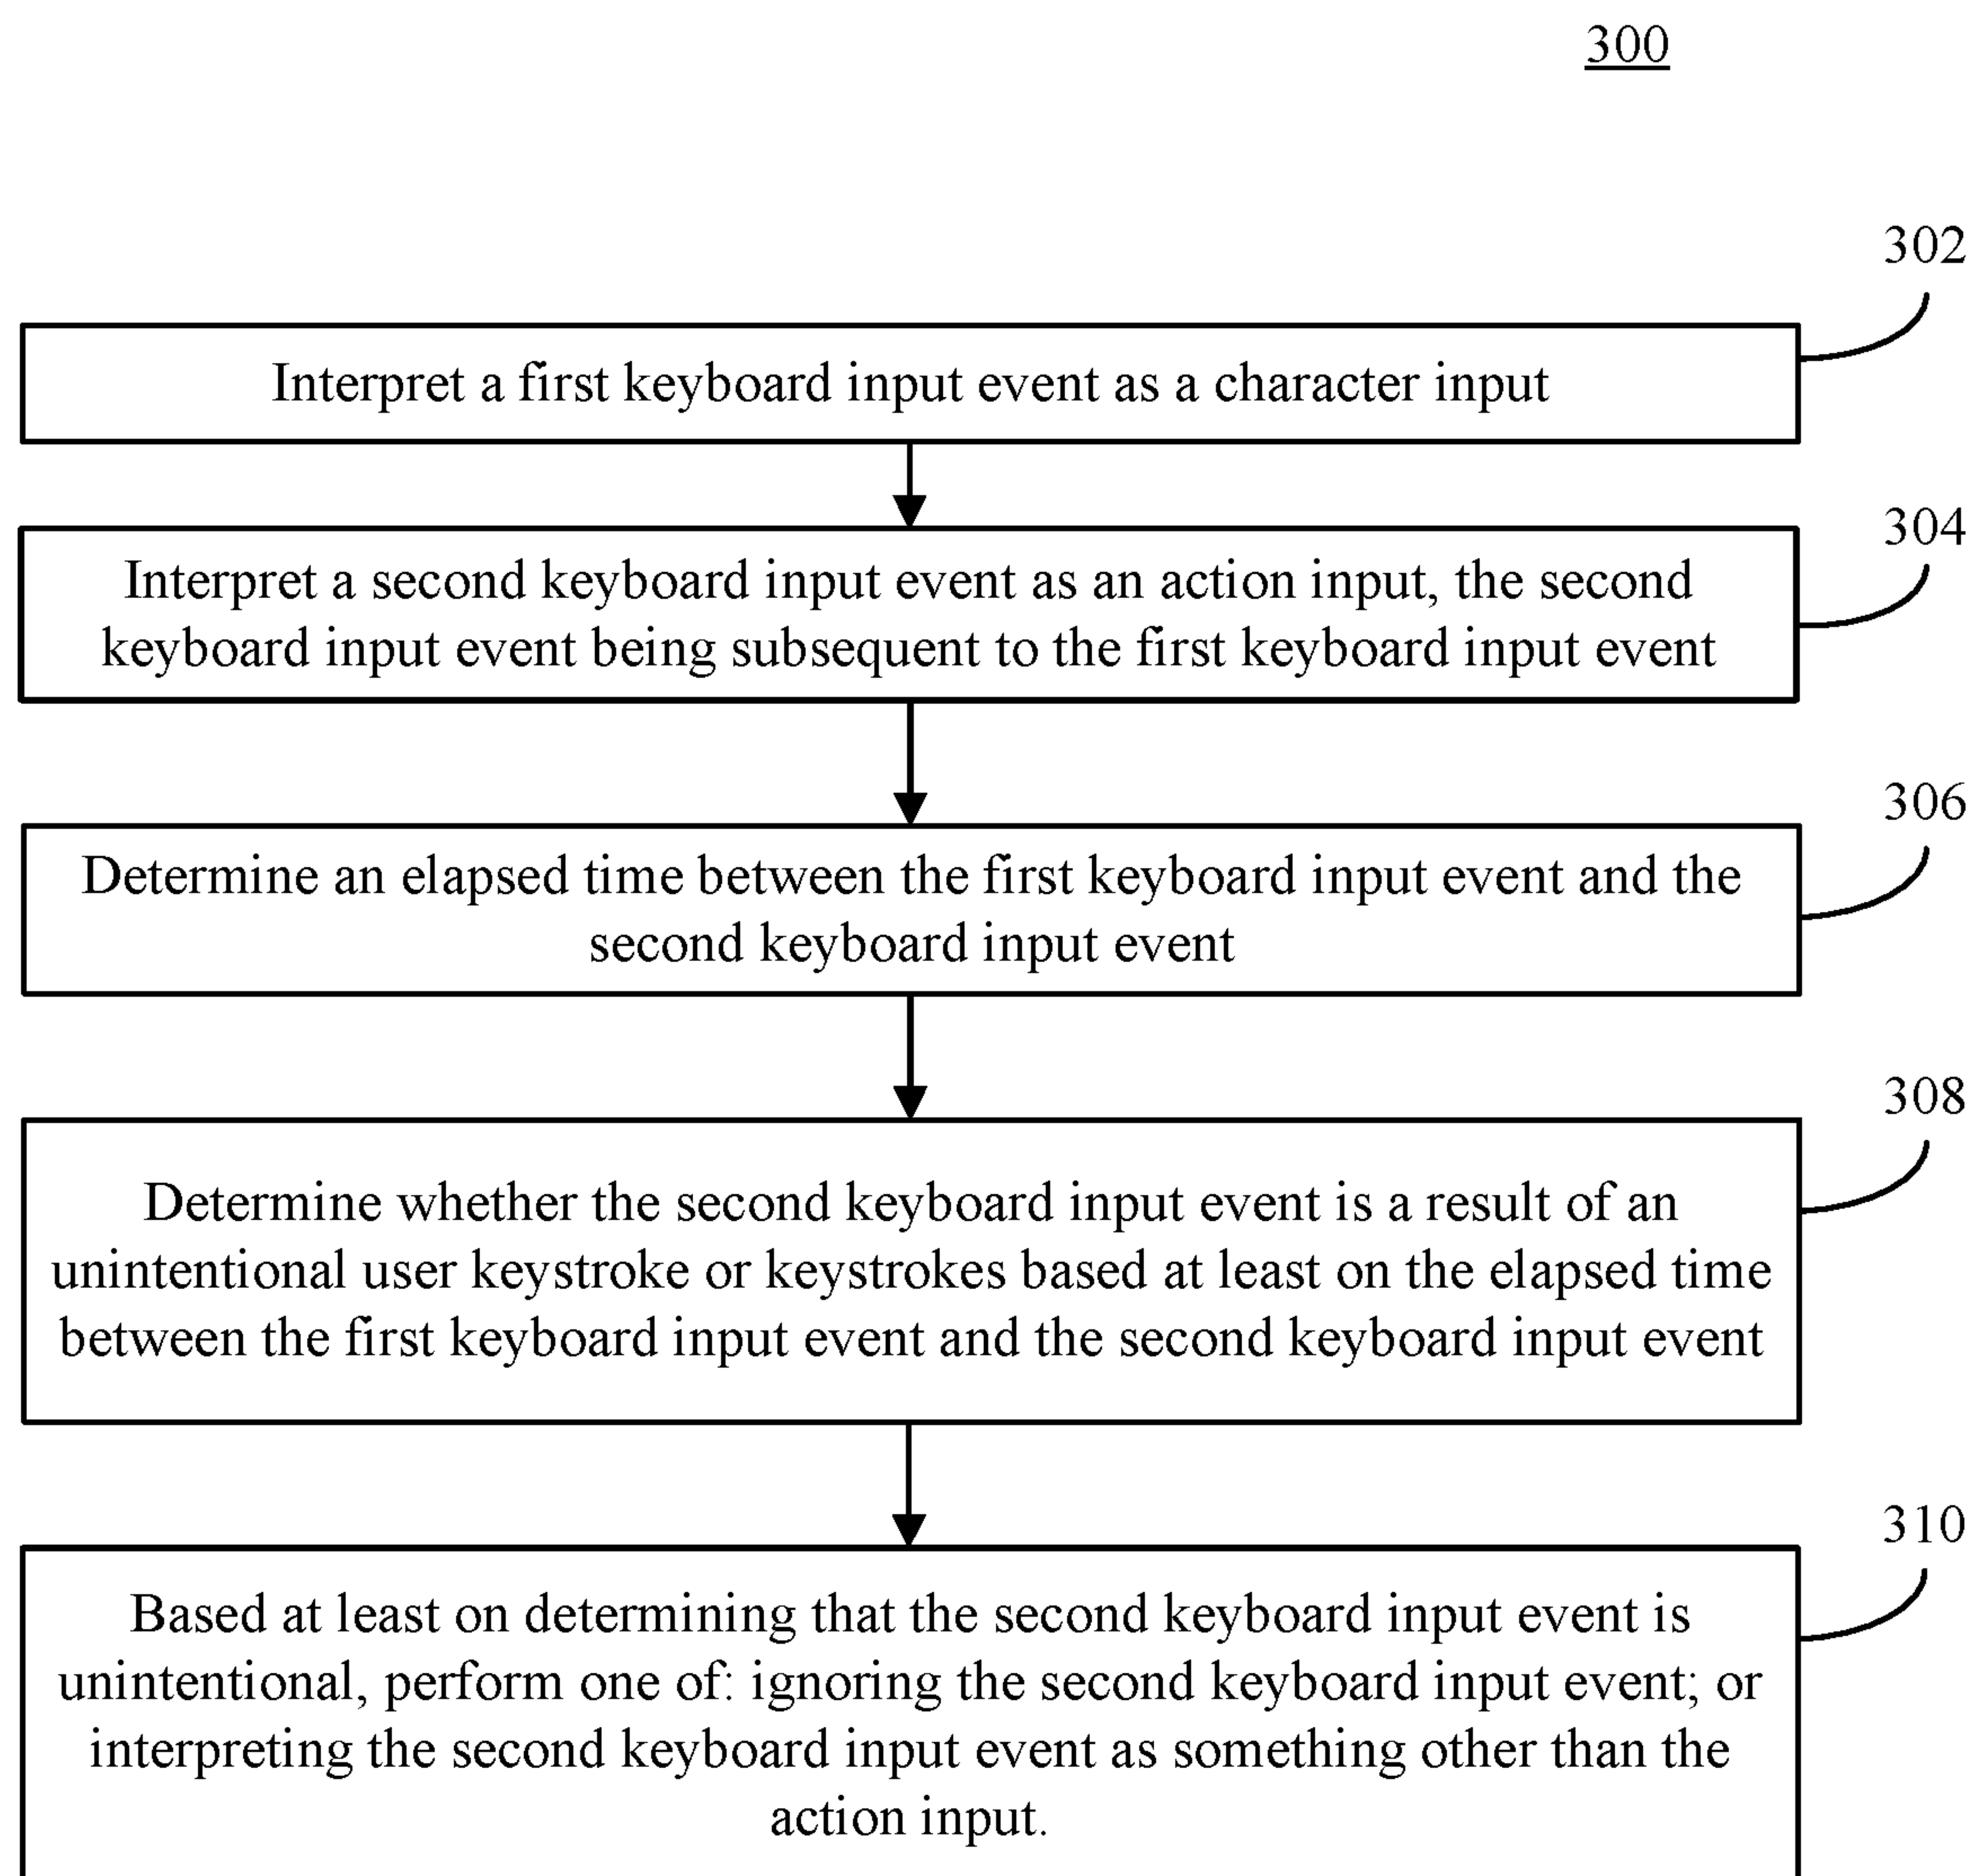 300
302
Interpret a first keyboard input event as a character input
304
Interpret a second keyboard input event as an action input, the second
keyboard input event being subsequent to the first keyboard input event
306
Determine an elapsed time between the first keyboard input event and the
second keyboard input event
308
Determine whether the second keyboard input event is a result of an
unintentional user keystroke or keystrokes based at least on the elapsed time
between the first keyboard input event and the second keyboard input event
310
Based at least on determining that the second keyboard input event is
unintentional, perform one of: ignoring the second keyboard input event; or
interpreting the second keyboard input event as something other than the
action input.